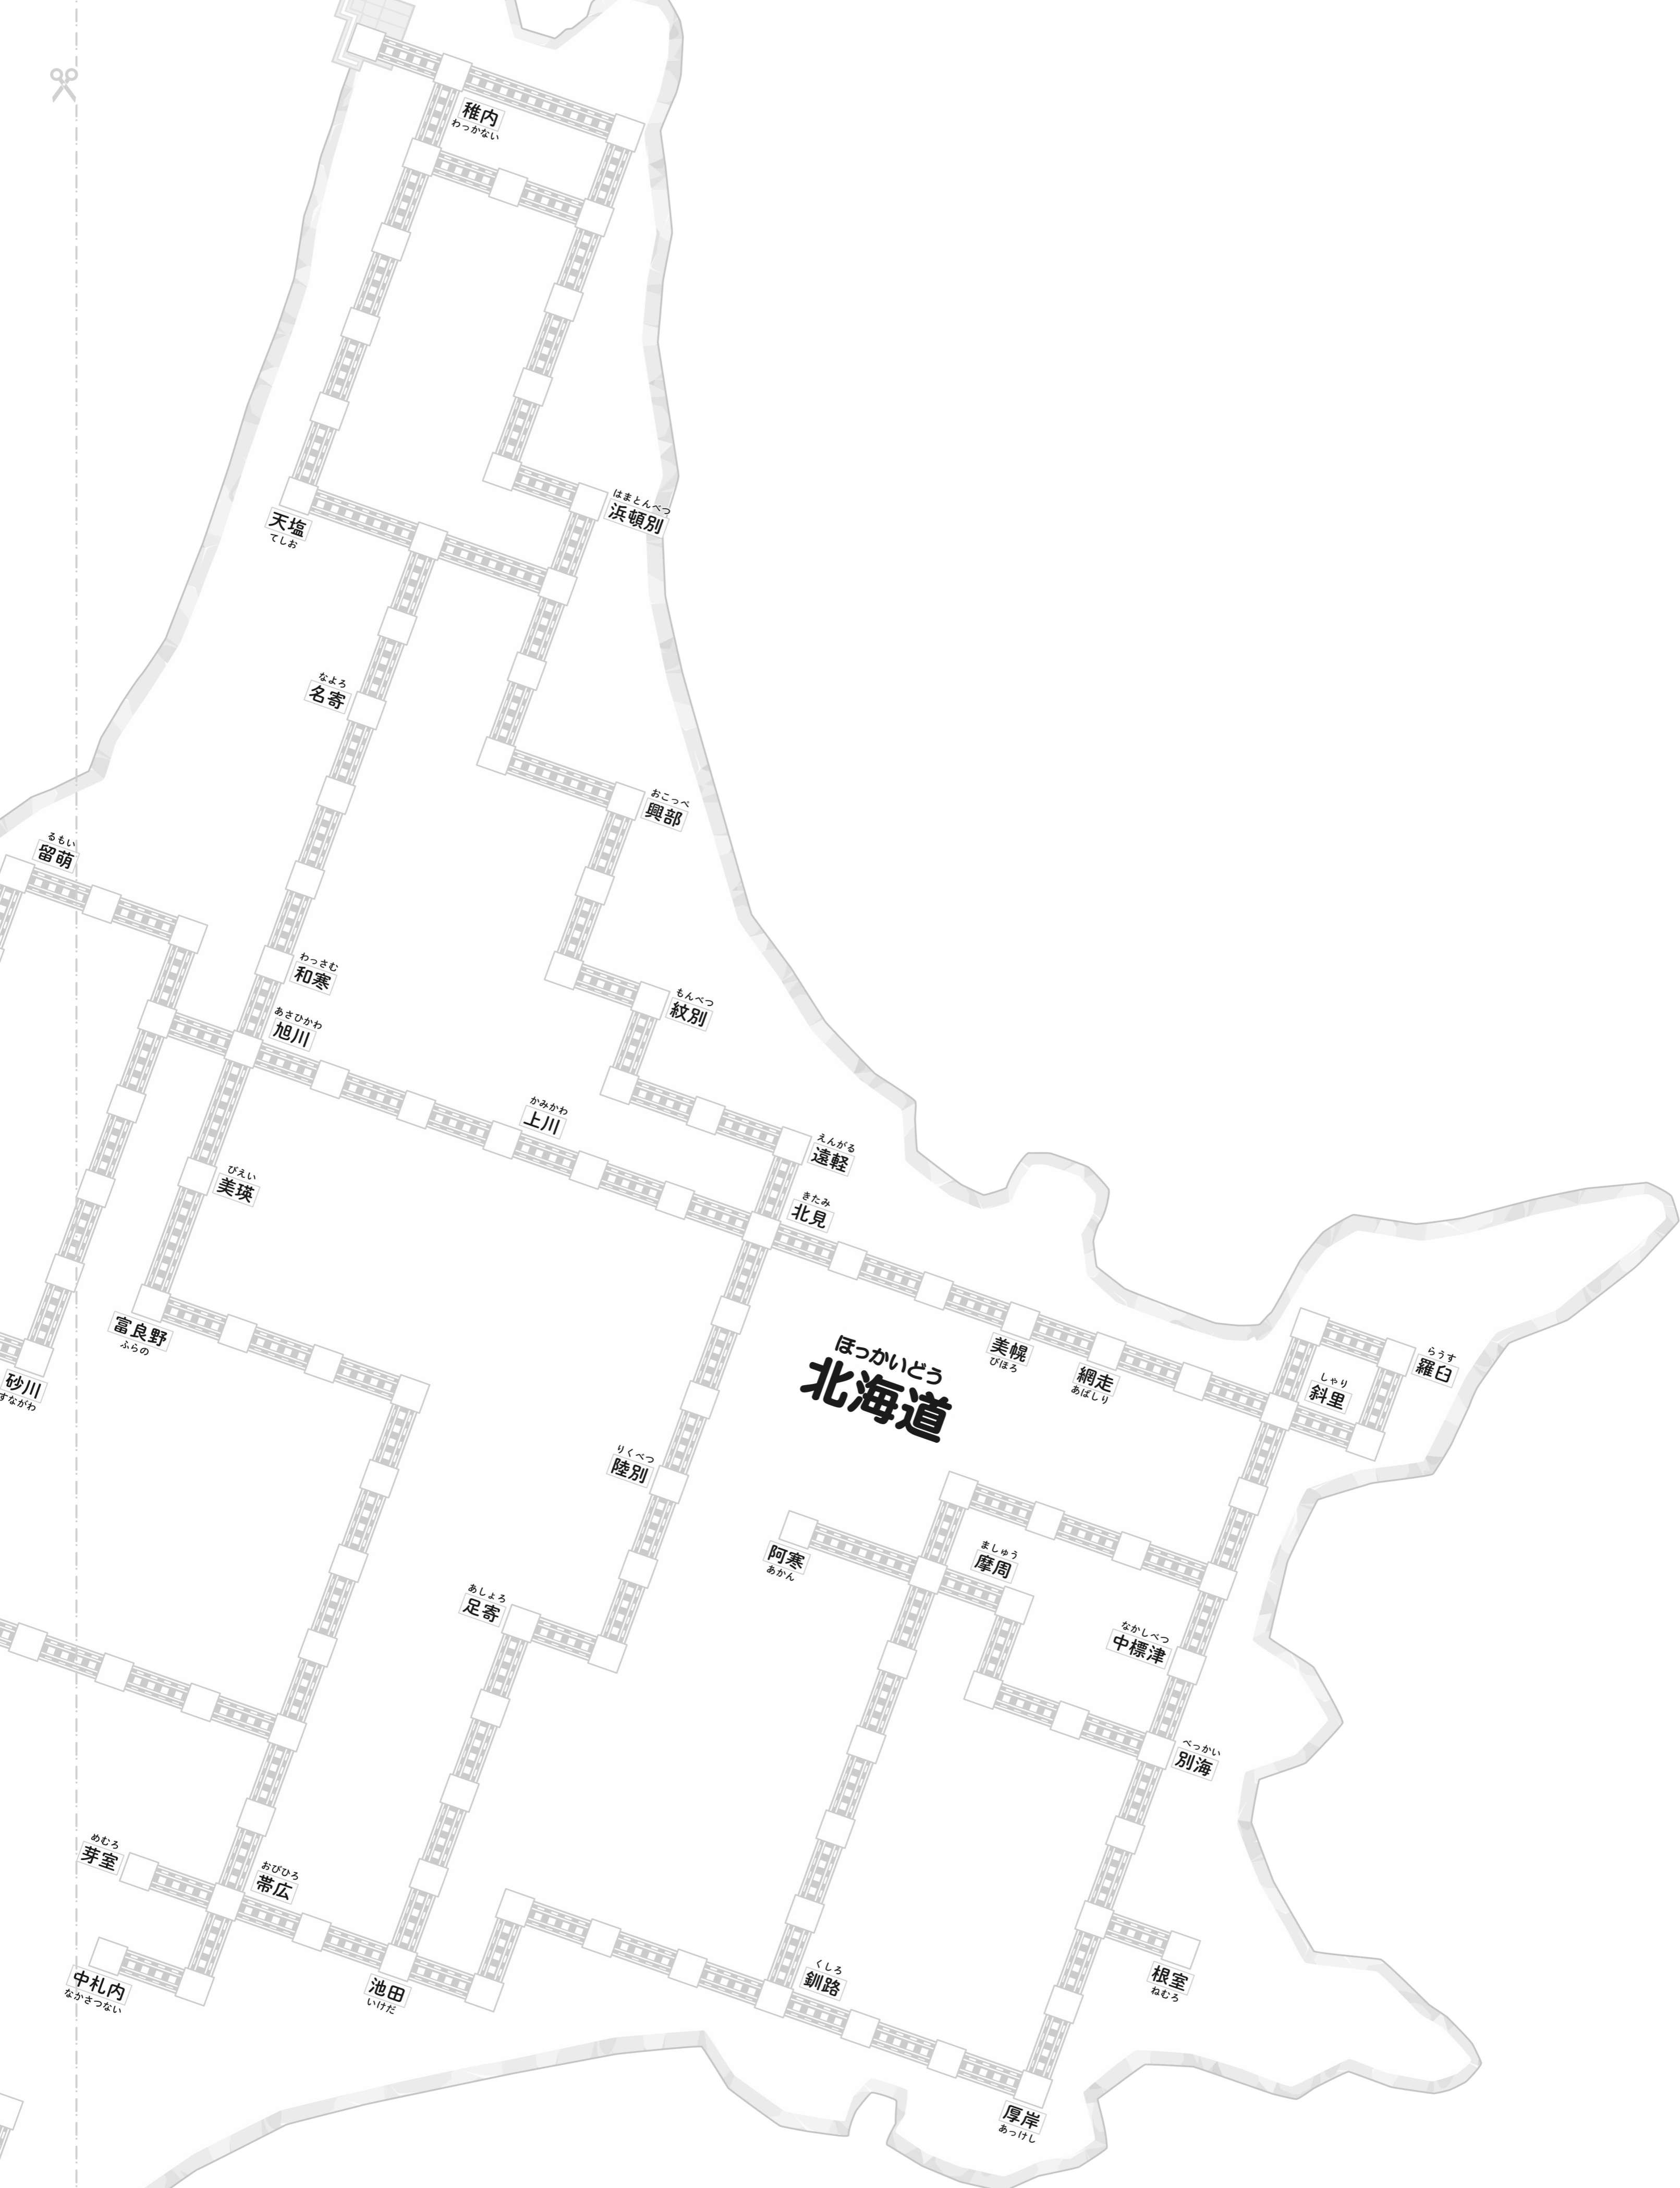 稚内
わっかない
はまとんべつ
浜頓別
天塩
てしお
なよろ
名寄
おこっぺ
興部
るもい
留萌
わっさむ
和寒
もんべつ
紋別
あさひかわ
旭川
かみかわ
上川
えんがる
遠軽
びえい
美瑛
きたみ
北見
富良野
ふらの
ほっかいどう
北海道
美幌
びほろ
網走
あばしり
らうす
羅臼
しゃり
斜里
砂川
すながわ
りくべつ
陸別
阿寒
あかん
ましゅう
摩周
あしょろ
足寄
なかしべつ
中標津
べっかい
別海
めむろ
芽室
おびひろ
帯広
中札内
なかさつない
池田
いけだ
くしろ
釧路
根室
ねむろ
厚岸
あっけし